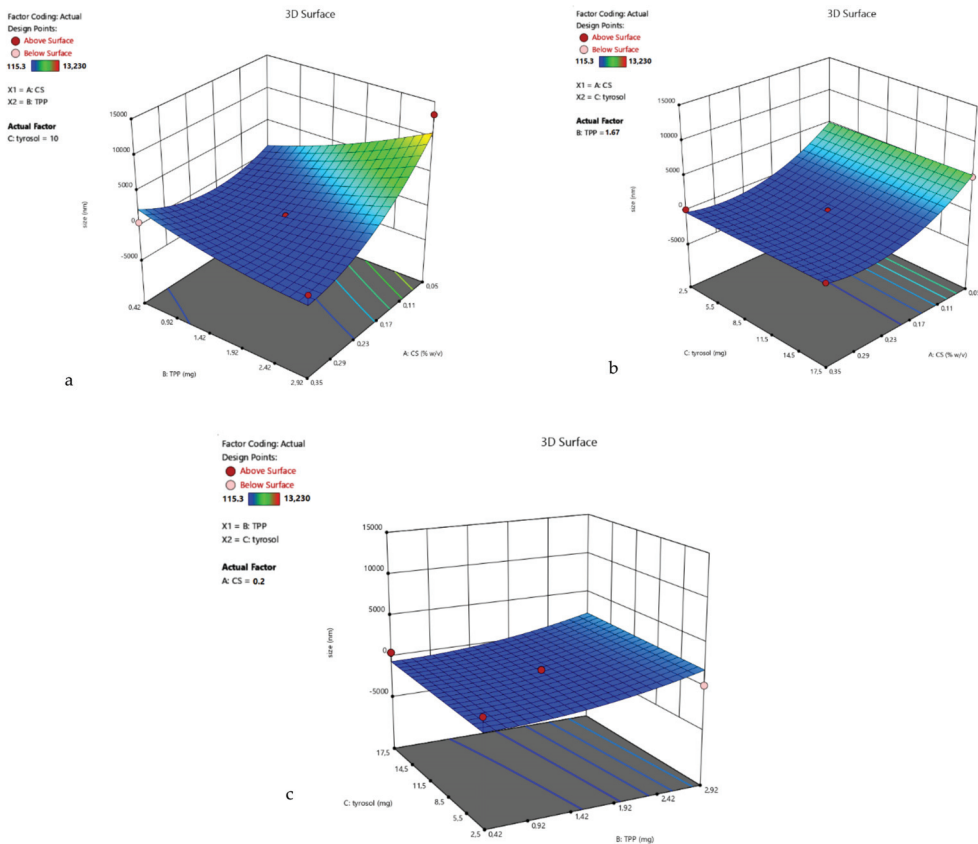 3D Surface
Factor Coding: Actual
Design Points:
Above Surface
Below Surface
115.3 13,230
X1 = A: CS
X2 = B: TPP
Actual Factor
C: tyrosol = 10
15000
10000
5000
0
-5000
size (nm)
0.42
0.92
1.42
1.92
2.42
2.92
B: TPP (mg)
0.35
0.29
0.23
0.17
0.11
0.05
A: CS (% w/v)
a
3D Surface
Factor Coding: Actual
Design Points:
Above Surface
Below Surface
115.3 13,230
X1 = A: CS
X2 = C: tyrosol
Actual Factor
B: TPP = 1.67
15000
10000
5000
0
-5000
size (nm)
2.5
5.5
8.5
11.5
14.5
17.5
C: tyrosol (mg)
0.35
0.29
0.23
0.17
0.11
A: CS (% w/v)
b
3D Surface
Factor Coding: Actual
Design Points:
Above Surface
Below Surface
115.3 13,230
X1 = B: TPP
X2 = C: tyrosol
Actual Factor
A: CS = 0.2
15000
10000
5000
0
-5000
size (nm)
17.5
14.5
11.5
8.5
5.5
2.5
C: tyrosol (mg)
0.42
0.92
1.42
1.92
2.42
2.92
B: TPP (mg)
c